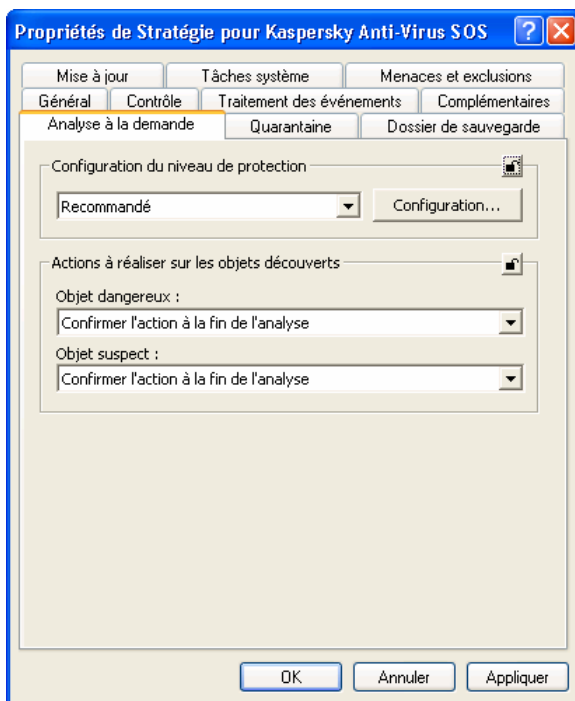 Propriétés de Stratégie pour Kaspersky Anti-Virus SOS
Mise à jour Tâches système Menaces et exclusions
Général Contrôle Traitement des événements Complémentaires
Analyse à la demande Quarantaine Dossier de sauvegarde
Configuration du niveau de protection
Recommandé Configuration...
Actions à réaliser sur les objets découverts
Objet dangereux :
Confirmer l'action à la fin de l'analyse
Objet suspect :
Confirmer l'action à la fin de l'analyse
OK Annuler Appliquer